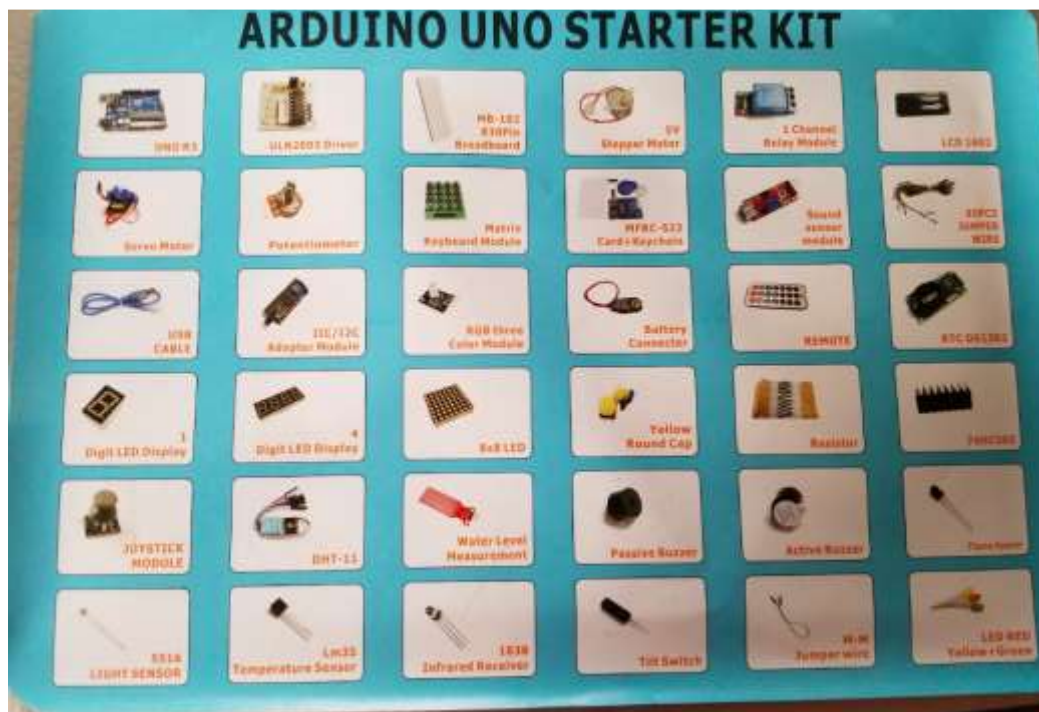 ARDUINO UNO STARTER KIT
UNO R3
ULN2003 Driver
MB-102
830Pin
Breadboard
5V
Stepper Motor
1 Channel
Relay Module
LCD 1602
Servo Motor
Potentiometer
Matrix
Keyboard Module
MFRC-522
Card+Keychain
Sound
sensor
module
JUMPER
WIRE
USB
CABLE
IIC/I2C
Adapter Module
RGB three
Color Module
Battery
Connector
REMOTE
RTC DS1302
1
Digit LED Display
4
Digit LED Display
8x8 LED
Yellow
Round Cap
Resistor
JOYSTICK
MODULE
DHT-11
Water Level
Measurement
Passive Buzzer
Active Buzzer
LIGHT SENSOR
Lm35
Temperature Sensor
1838
Infrared Receiver
Tilt Switch
M-M
Jumper wire
LED RED
Yellow+Green